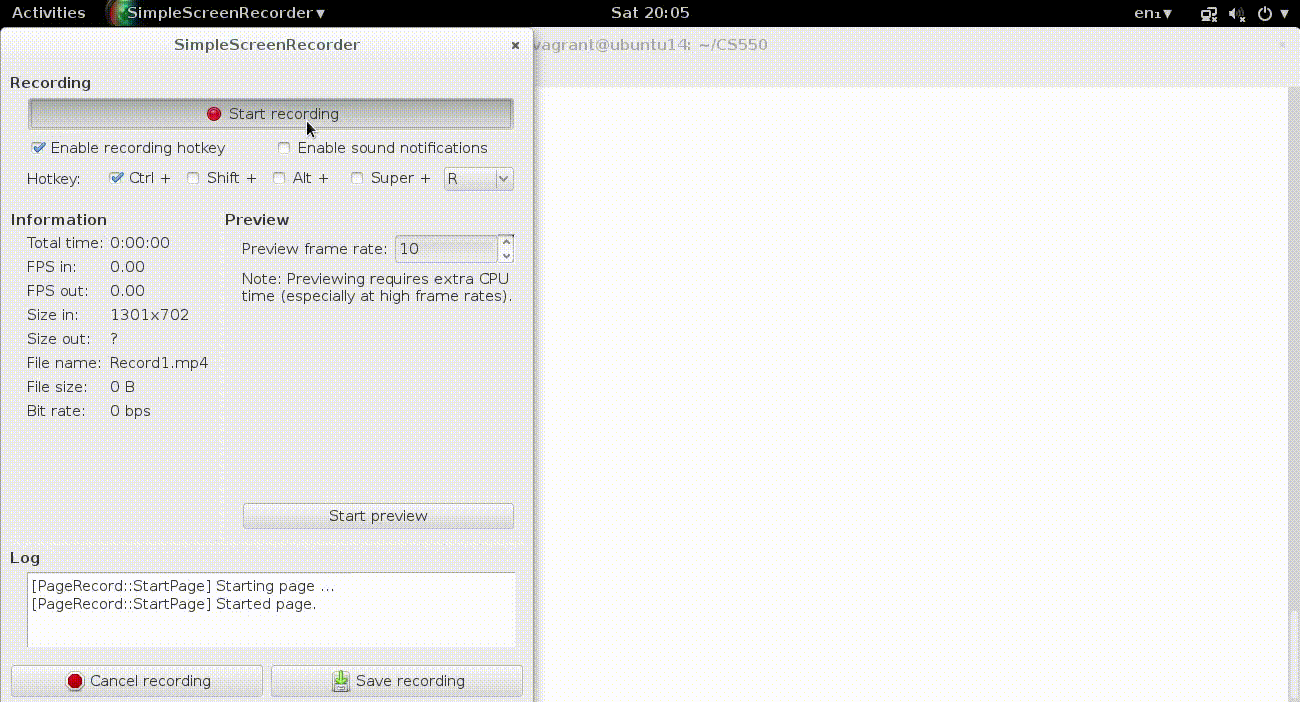 Activities SimpleScreenRecorder Sat 20:05 en₁
SimpleScreenRecorder
vagrant@ubuntu14: ~/CS550
Recording
Start recording
Enable recording hotkey Enable sound notifications
Hotkey: Ctrl + Shift + Alt + Super + R
Information
Total time: 0:00:00
FPS in: 0.00
FPS out: 0.00
Size in: 1301x702
Size out: ?
File name: Record1.mp4
File size: 0 B
Bit rate: 0 bps
Preview
Preview frame rate: 10
Note: Previewing requires extra CPU
time (especially at high frame rates).
Start preview
Log
[PageRecord::StartPage] Starting page ...
[PageRecord::StartPage] Started page.
Cancel recording Save recording